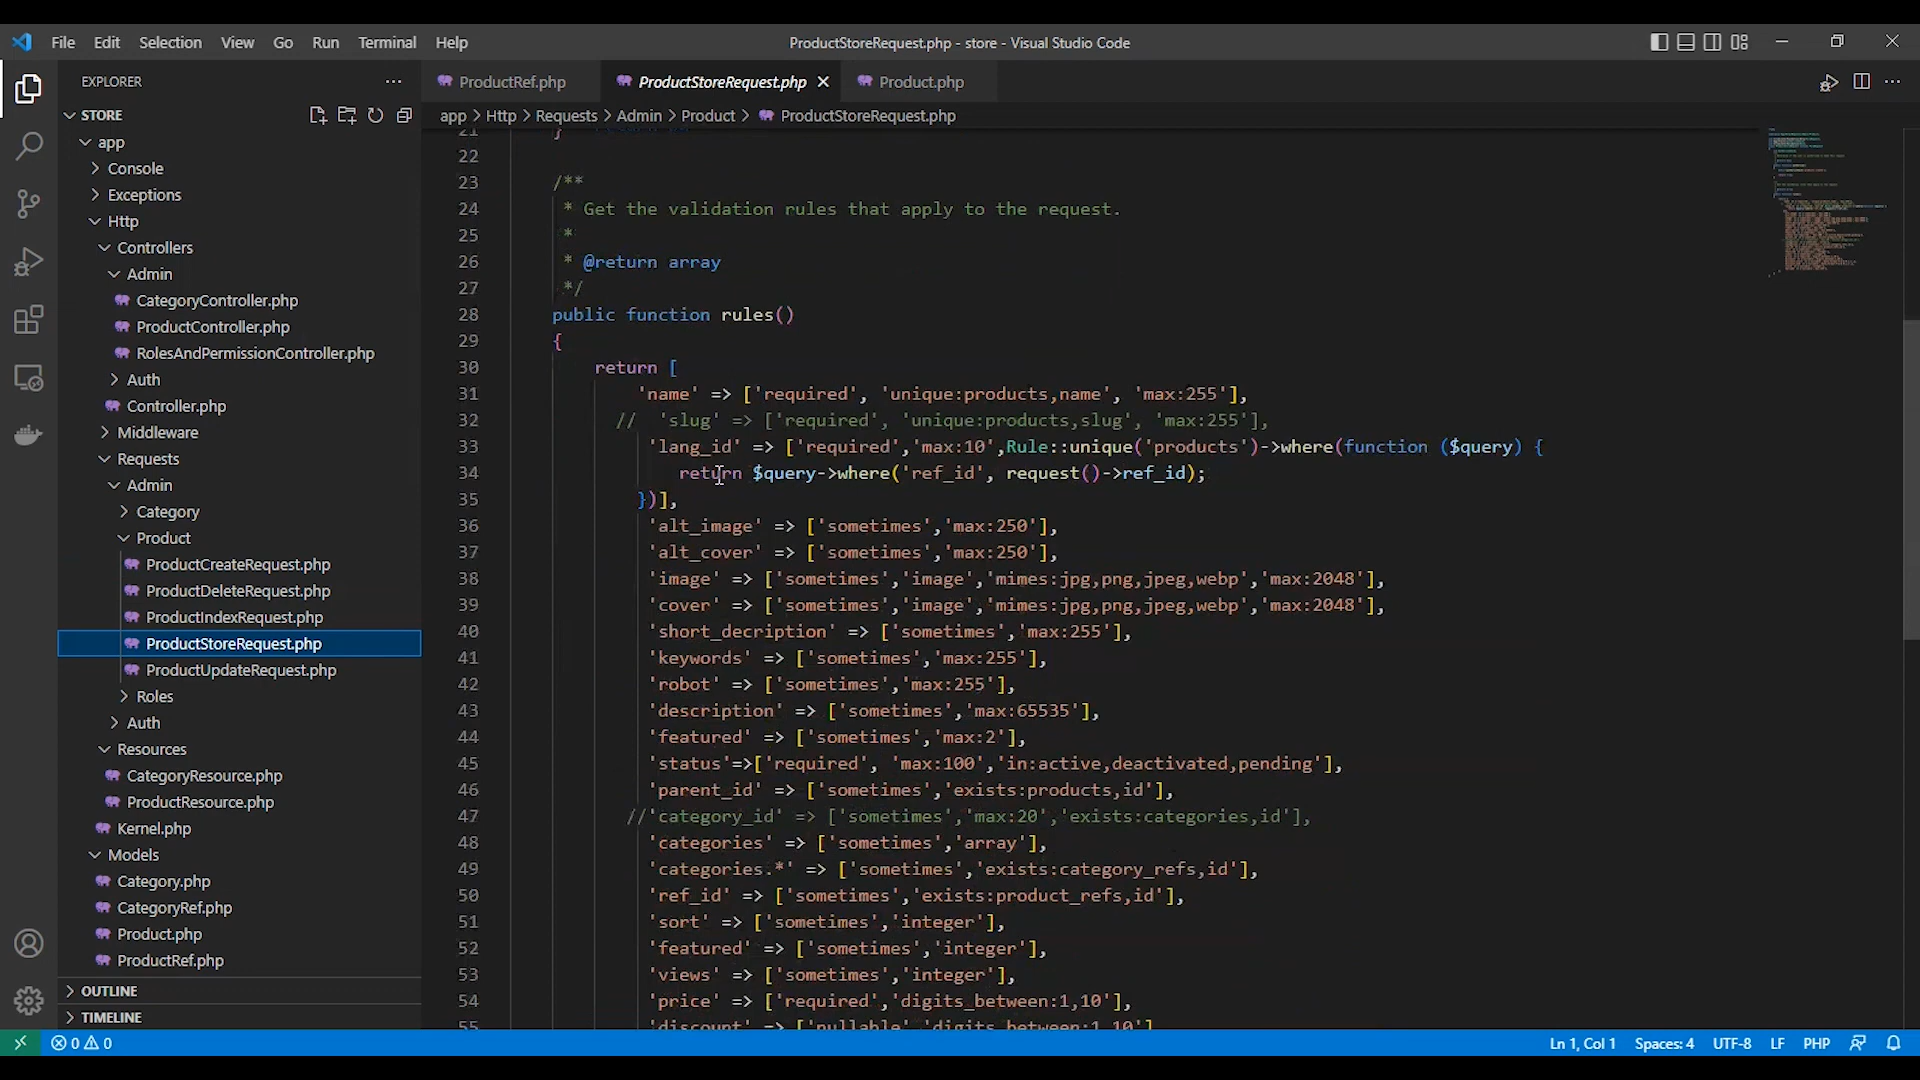 File Edit Selection View Go Run Terminal Help
ProductStoreRequest.php - store - Visual Studio Code
EXPLORER
STORE
app
Console
Exceptions
Http
Controllers
Admin
CategoryController.php
ProductController.php
RolesAndPermissionController.php
Auth
Controller.php
Middleware
Requests
Admin
Category
Product
ProductCreateRequest.php
ProductDeleteRequest.php
ProductIndexRequest.php
ProductStoreRequest.php
ProductUpdateRequest.php
Roles
Auth
Resources
CategoryResource.php
ProductResource.php
Kernel.php
Models
Category.php
CategoryRef.php
Product.php
ProductRef.php
OUTLINE
TIMELINE
ProductRef.php ProductStoreRequest.php Product.php
app > Http > Requests > Admin > Product > ProductStoreRequest.php
21 }
22
23 /**
24 * Get the validation rules that apply to the request.
25 *
26 * @return array
27 */
28 public function rules()
29 {
30 return [
31 'name' => ['required', 'unique:products,name', 'max:255'],
32 // 'slug' => ['required', 'unique:products,slug', 'max:255'],
33 'lang_id' => ['required','max:10',Rule::unique('products')->where(function ($query) {
34 return $query->where('ref_id', request()->ref_id);
35 })],
36 'alt_image' => ['sometimes','max:250'],
37 'alt_cover' => ['sometimes','max:250'],
38 'image' => ['sometimes','image','mimes:jpg,png,jpeg,webp','max:2048'],
39 'cover' => ['sometimes','image','mimes:jpg,png,jpeg,webp','max:2048'],
40 'short_decription' => ['sometimes','max:255'],
41 'keywords' => ['sometimes','max:255'],
42 'robot' => ['sometimes','max:255'],
43 'description' => ['sometimes','max:65535'],
44 'featured' => ['sometimes','max:2'],
45 'status'=>['required', 'max:100','in:active,deactivated,pending'],
46 'parent_id' => ['sometimes','exists:products,id'],
47 //'category_id' => ['sometimes','max:20','exists:categories,id'],
48 'categories' => ['sometimes','array'],
49 'categories.*' => ['sometimes','exists:category_refs,id'],
50 'ref_id' => ['sometimes','exists:product_refs,id'],
51 'sort' => ['sometimes','integer'],
52 'featured' => ['sometimes','integer'],
53 'views' => ['sometimes','integer'],
54 'price' => ['required','digits_between:1,10'],
55 'discount' => ['nullable','digits_between:1,10'],
0 0
Ln 1, Col 1 Spaces: 4 UTF-8 LF PHP